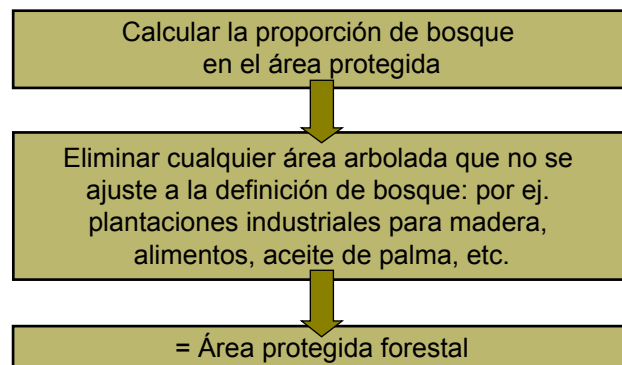 Calcular la proporción de bosque
en el área protegida
Eliminar cualquier área arbolada que no se
ajuste a la definición de bosque: por ej.
plantaciones industriales para madera,
alimentos, aceite de palma, etc.
= Área protegida forestal